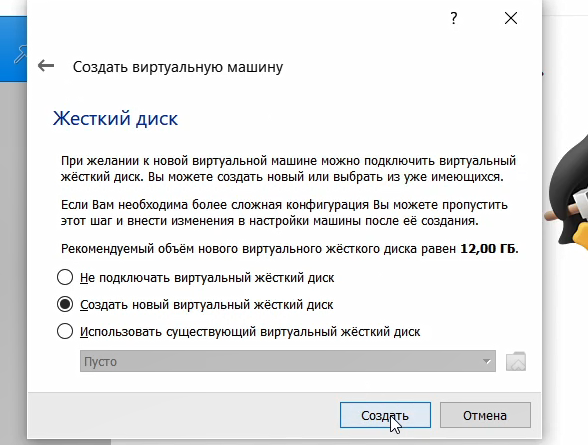 ?
Создать виртуальную машину
Жесткий диск
При желании к новой виртуальной машине можно подключить виртуальный
жёсткий диск. Вы можете создать новый или выбрать из уже имеющихся.
Если Вам необходима более сложная конфигурация Вы можете пропустить
этот шаг и внести изменения в настройки машины после её создания.
Рекомендуемый объём нового виртуального жёсткого диска равен 12,00 ГБ.
Не подключать виртуальный жёсткий диск
Создать новый виртуальный жёсткий диск
Использовать существующий виртуальный жёсткий диск
Пусто
Создать Отмена